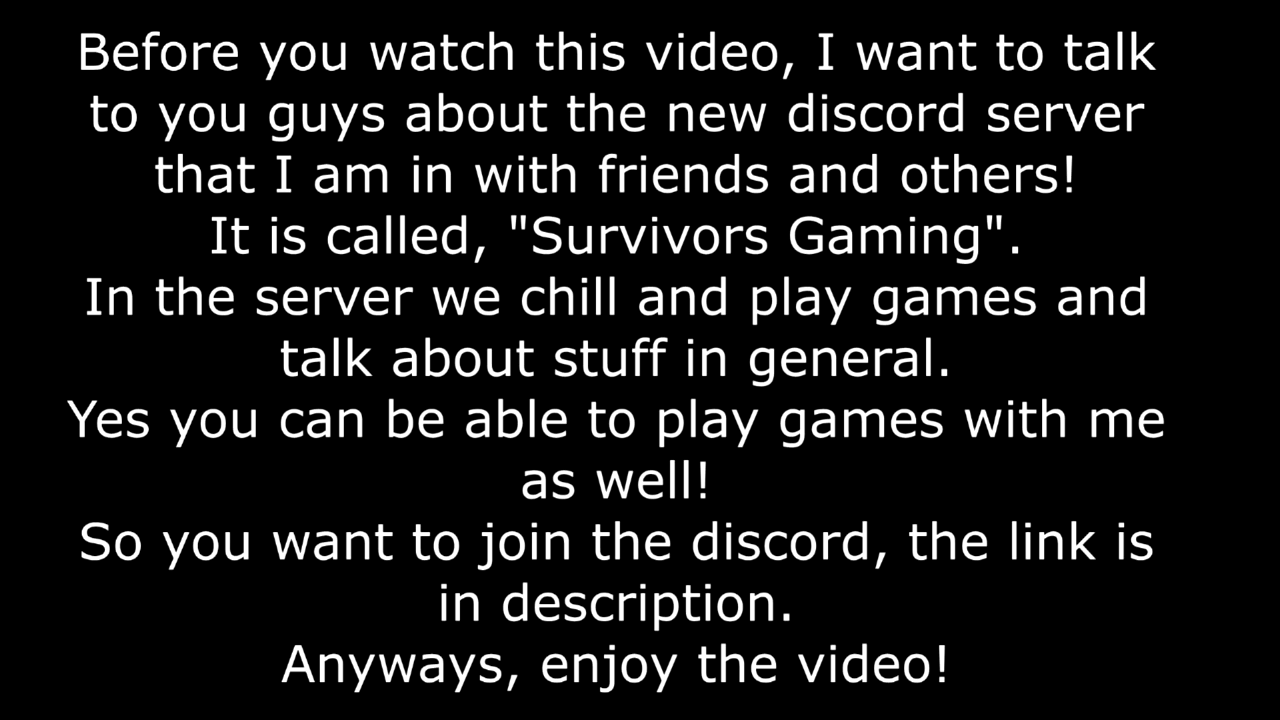 Before you watch this video, I want to talk
to you guys about the new discord server
that I am in with friends and others!
It is called, "Survivors Gaming".
In the server we chill and play games and
talk about stuff in general.
Yes you can be able to play games with me
as well!
So you want to join the discord, the link is
in description.
Anyways, enjoy the video!